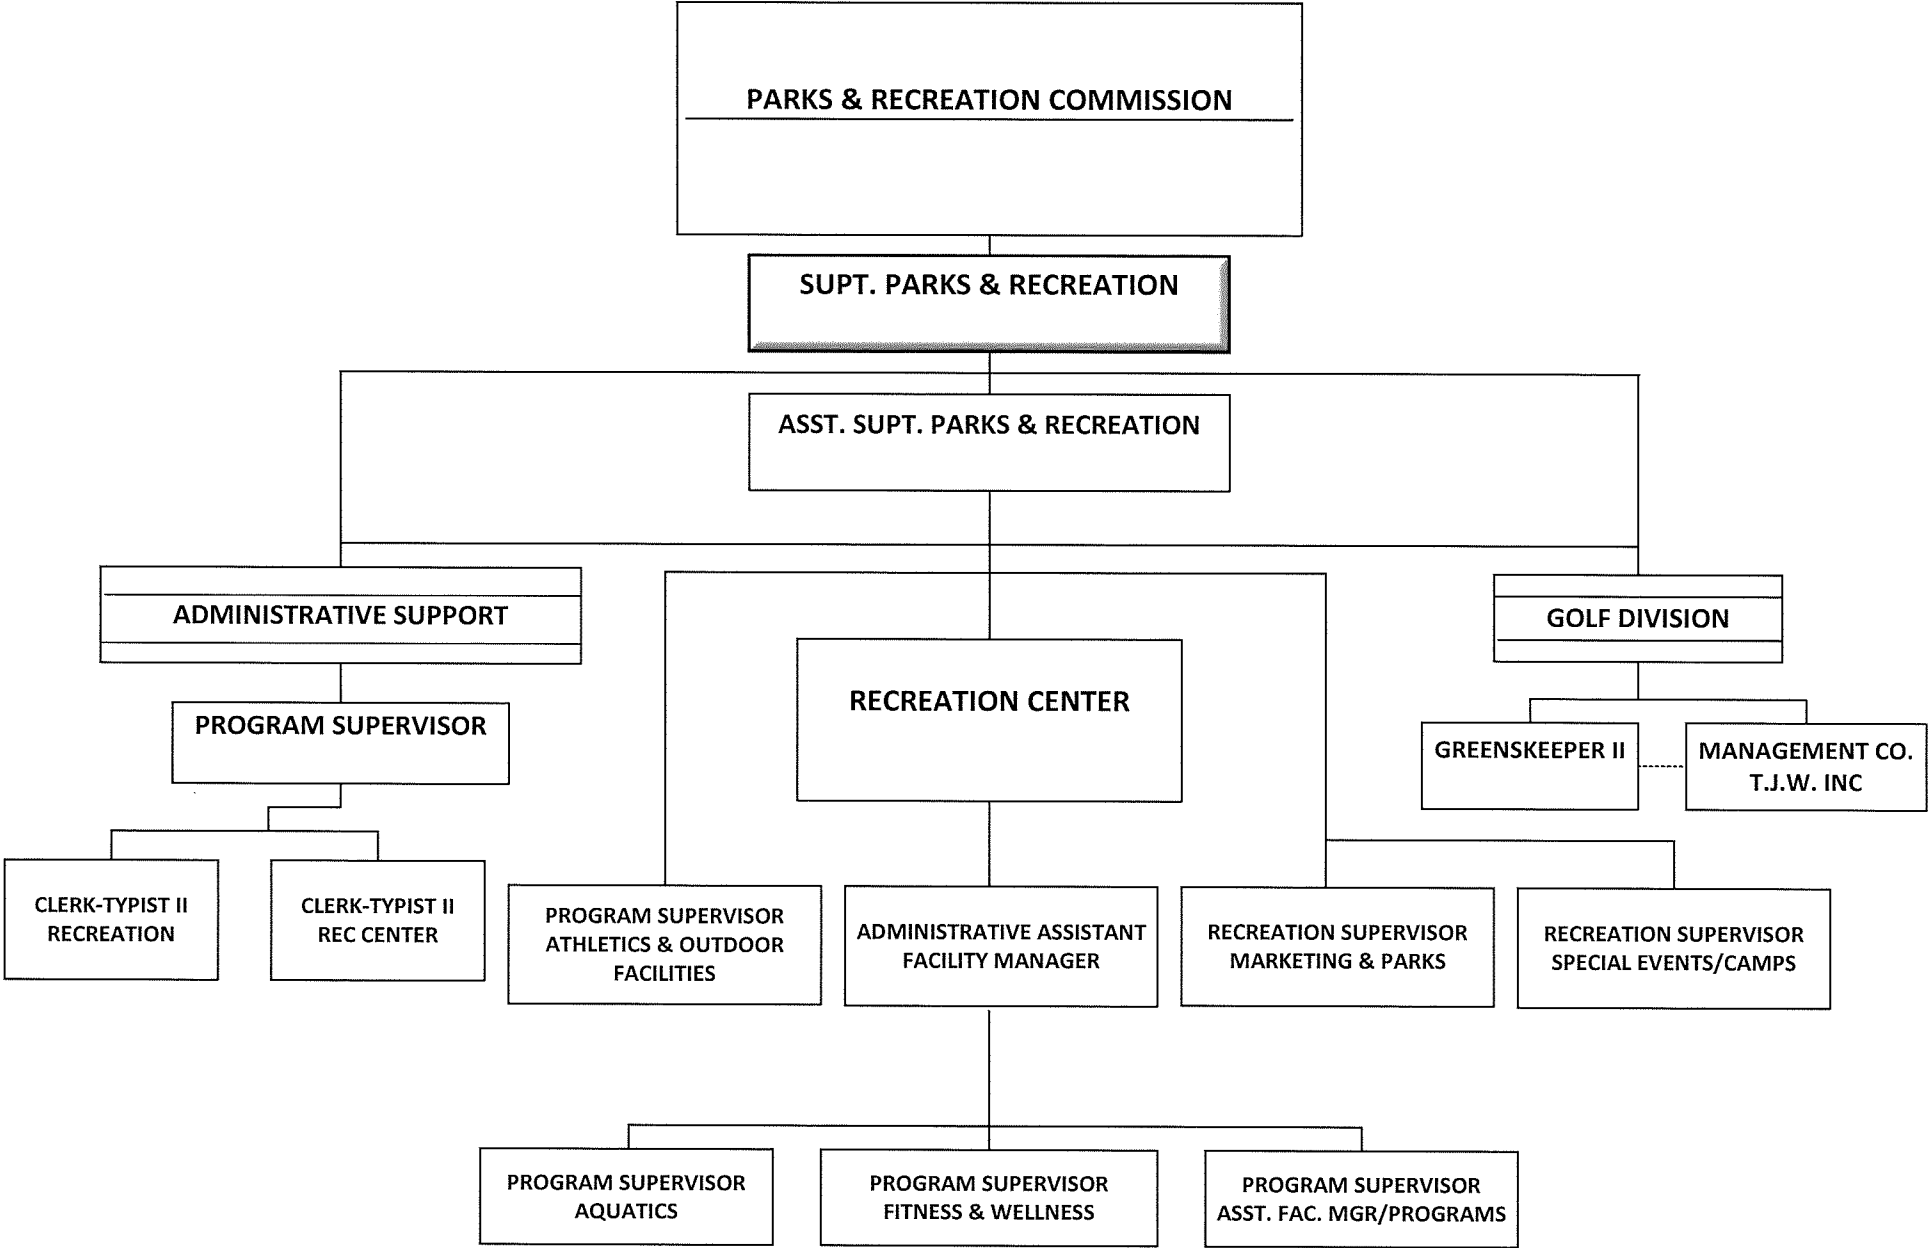 PARKS & RECREATION COMMISSION
SUPT. PARKS & RECREATION
ASST. SUPT. PARKS & RECREATION
ADMINISTRATIVE SUPPORT
GOLF DIVISION
RECREATION CENTER
PROGRAM SUPERVISOR
GREENSKEEPER II
MANAGEMENT CO.
T.J.W. INC
CLERK-TYPIST II
RECREATION
CLERK-TYPIST II
REC CENTER
PROGRAM SUPERVISOR
ATHLETICS & OUTDOOR
FACILITIES
ADMINISTRATIVE ASSISTANT
FACILITY MANAGER
RECREATION SUPERVISOR
MARKETING & PARKS
RECREATION SUPERVISOR
SPECIAL EVENTS/CAMPS
PROGRAM SUPERVISOR
AQUATICS
PROGRAM SUPERVISOR
FITNESS & WELLNESS
PROGRAM SUPERVISOR
ASST. FAC. MGR/PROGRAMS